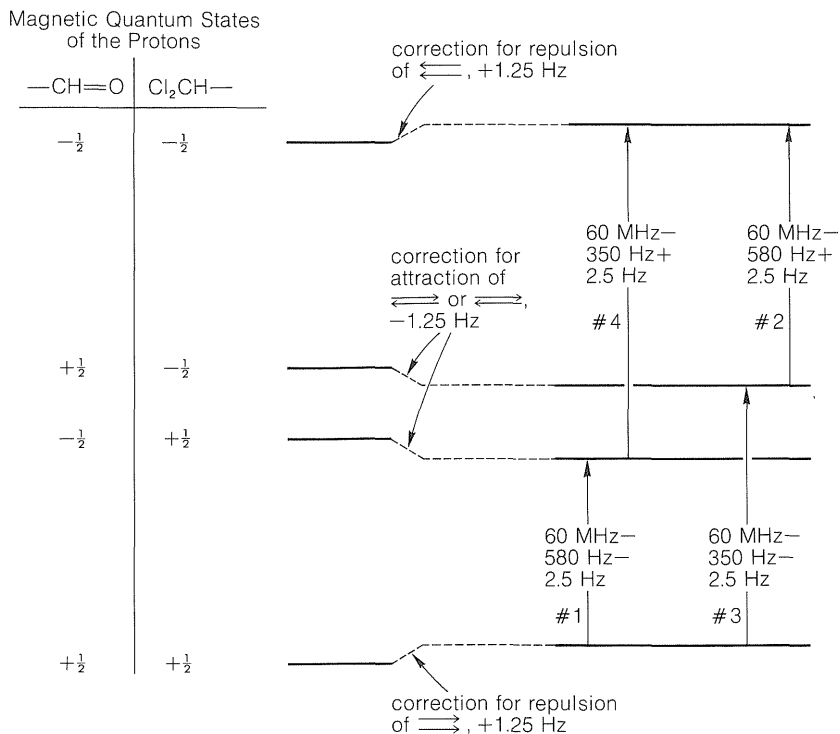 Magnetic Quantum States
of the Protons
—CH=O Cl₂CH—
correction for repulsion
of ⇇, +1.25 Hz
−½ −½
60 MHz−
350 Hz+
2.5 Hz
#4
60 MHz−
580 Hz+
2.5 Hz
#2
correction for
attraction of
⇄ or ⇄,
−1.25 Hz
+½ −½
−½ +½
60 MHz−
580 Hz−
2.5 Hz
#1
60 MHz−
350 Hz−
2.5 Hz
#3
+½ +½
correction for repulsion
of ⇉, +1.25 Hz